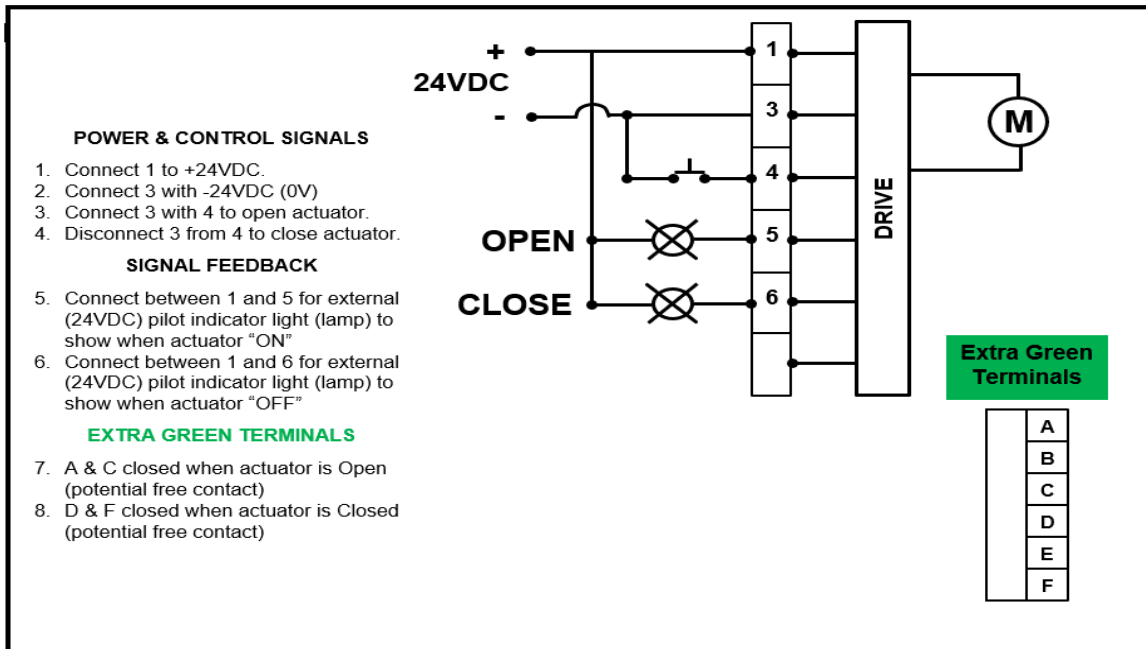 POWER & CONTROL SIGNALS
1. Connect 1 to +24VDC.
2. Connect 3 with -24VDC (0V)
3. Connect 3 with 4 to open actuator.
4. Disconnect 3 from 4 to close actuator.
SIGNAL FEEDBACK
5. Connect between 1 and 5 for external
(24VDC) pilot indicator light (lamp) to
show when actuator “ON”
6. Connect between 1 and 6 for external
(24VDC) pilot indicator light (lamp) to
show when actuator “OFF”
EXTRA GREEN TERMINALS
7. A & C closed when actuator is Open
(potential free contact)
8. D & F closed when actuator is Closed
(potential free contact)
+
24VDC
-
OPEN
CLOSE
1
3
4
5
6
DRIVE
M
Extra Green
Terminals
A
B
C
D
E
F